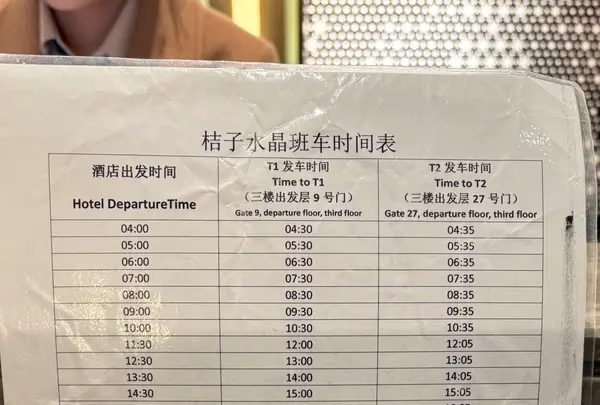 桔子水晶班车时间表
酒店出发时间
Hotel DepartureTime
T1 发车时间
Time to T1
（三楼出发层 9 号门）
Gate 9, departure floor, third floor
T2 发车时间
Time to T2
（三楼出发层 27 号门）
Gate 27, departure floor, third floor
04:00 04:30 04:35
05:00 05:30 05:35
06:00 06:30 06:35
07:00 07:30 07:35
08:00 08:30 08:35
09:00 09:30 09:35
10:00 10:30 10:35
11:30 12:00 12:05
12:30 13:00 13:05
13:30 14:00 14:05
14:30 15:00 15:05